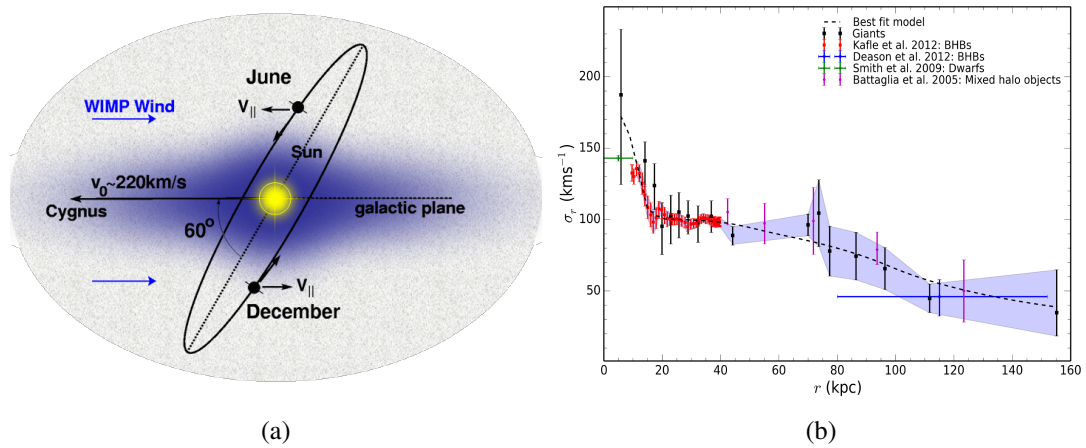 June
V||
WIMP Wind
Sun
v0~220km/s
Cygnus
galactic plane
60°
V||
December
(a)
Best fit model
Giants
Kafle et al. 2012: BHBs
Deason et al. 2012: BHBs
Smith et al. 2009: Dwarfs
Battaglia et al. 2005: Mixed halo objects
σr (kms⁻¹)
200
150
100
50
0 20 40 60 80 100 120 140 160
r (kpc)
(b)